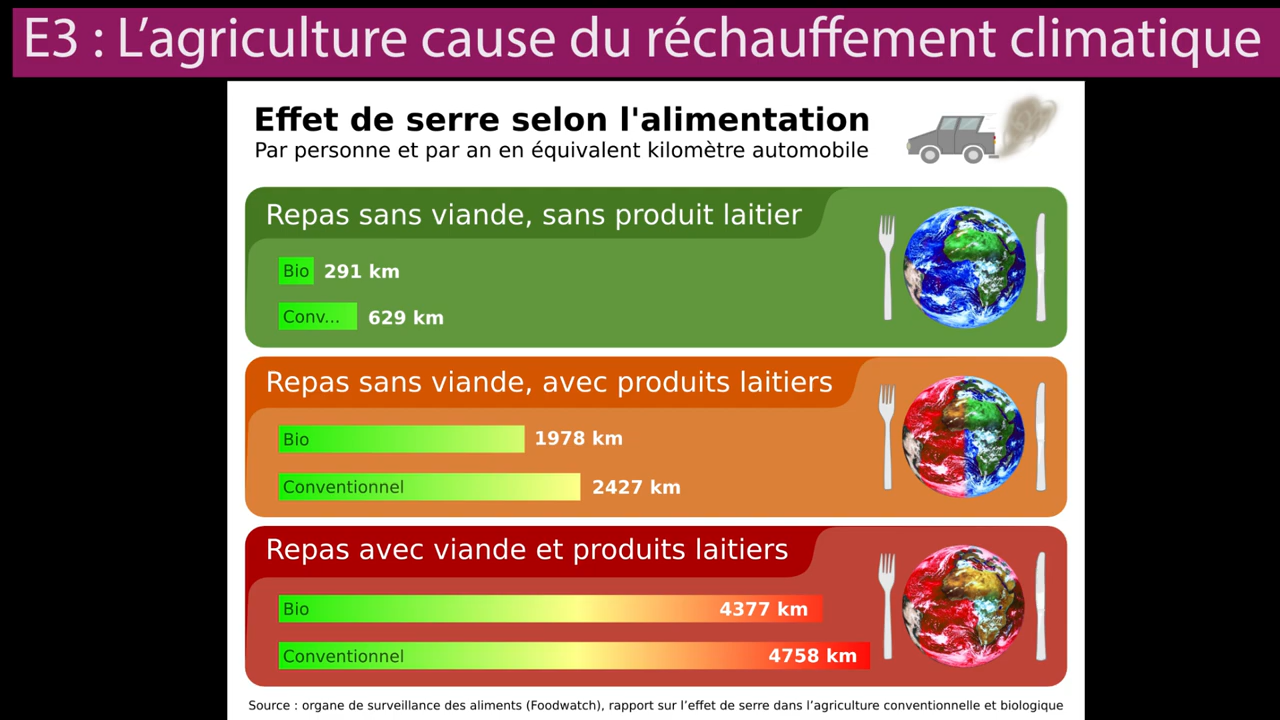 E3 : L’agriculture cause du réchauffement climatique
Effet de serre selon l'alimentation
Par personne et par an en équivalent kilomètre automobile
Repas sans viande, sans produit laitier
Bio 291 km
Conv... 629 km
Repas sans viande, avec produits laitiers
Bio 1978 km
Conventionnel 2427 km
Repas avec viande et produits laitiers
Bio 4377 km
Conventionnel 4758 km
Source : organe de surveillance des aliments (Foodwatch), rapport sur l’effet de serre dans l’agriculture conventionnelle et biologique